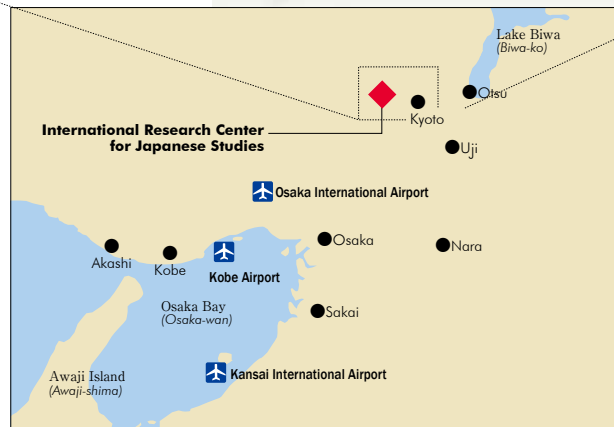 Lake Biwa
(Biwa-ko)
Otsu
Kyoto
International Research Center
for Japanese Studies
Uji
Osaka International Airport
Osaka
Nara
Akashi
Kobe
Kobe Airport
Osaka Bay
(Osaka-wan)
Sakai
Awaji Island
(Awaji-shima)
Kansai International Airport